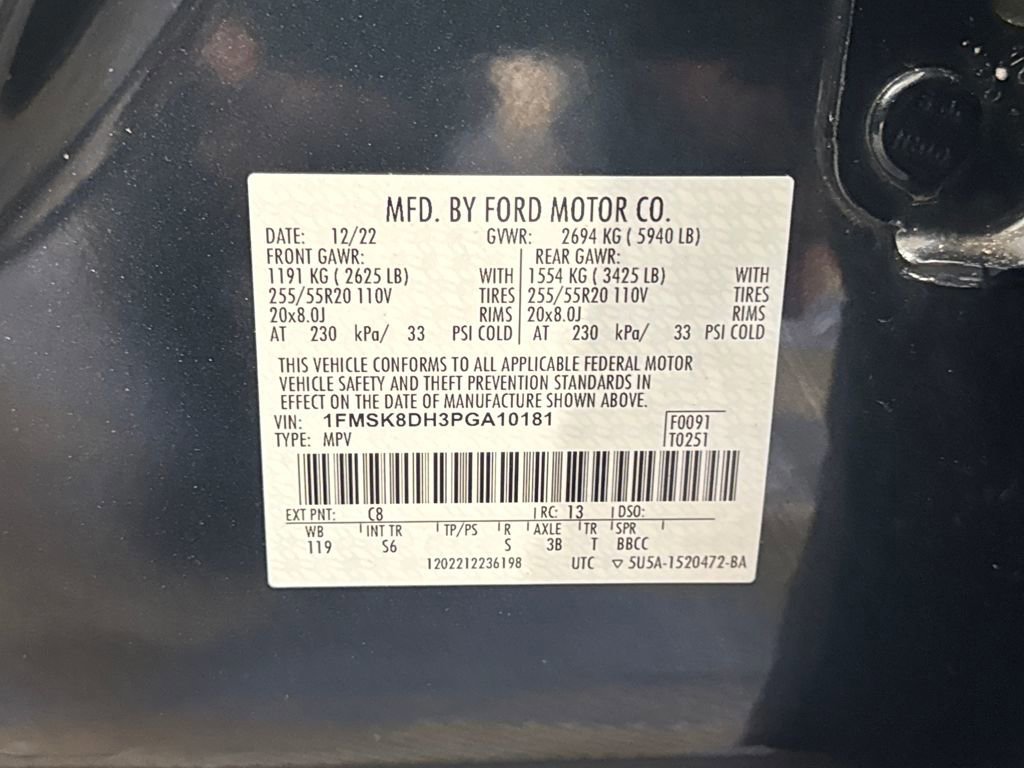 MFD. BY FORD MOTOR CO.
DATE: 12/22 GVWR: 2694 KG ( 5940 LB)
FRONT GAWR: REAR GAWR:
1191 KG ( 2625 LB) WITH 1554 KG ( 3425 LB) WITH
255/55R20 110V TIRES 255/55R20 110V TIRES
20x8.0J RIMS 20x8.0J RIMS
AT 230 kPa/ 33 PSI COLD AT 230 kPa/ 33 PSI COLD
THIS VEHICLE CONFORMS TO ALL APPLICABLE FEDERAL MOTOR
VEHICLE SAFETY AND THEFT PREVENTION STANDARDS IN
EFFECT ON THE DATE OF MANUFACTURE SHOWN ABOVE.
VIN: 1FMSK8DH3PGA10181 F0091
TYPE: MPV T0251
EXT PNT: C8 RC: 13 DSO:
WB INT TR TP/PS R AXLE TR SPR
119 S6 S 3B T BBCC
1202212236198 UTC ▽ 5U5A-1520472-BA